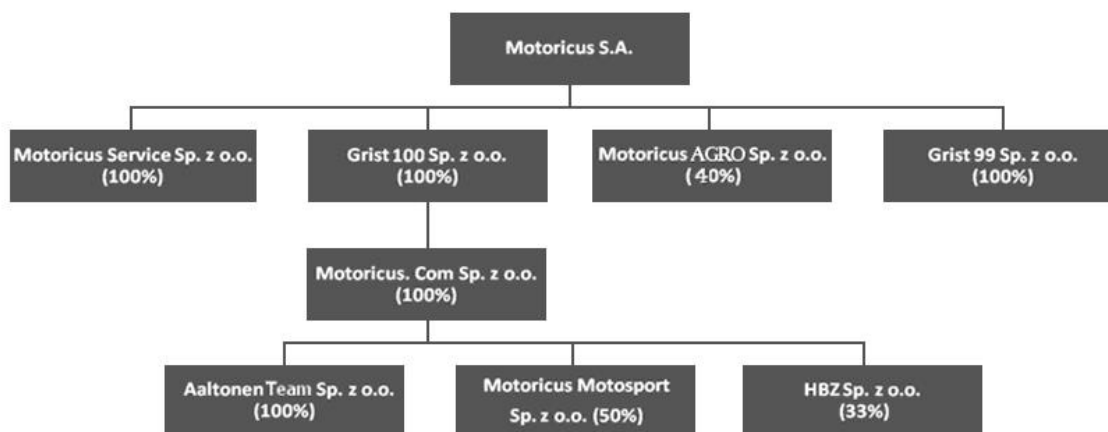 Motoricus S.A.
Motoricus Service Sp. z o.o.
(100%)
Grist 100 Sp. z o.o.
(100%)
Motoricus AGRO Sp. z o.o.
( 40%)
Grist 99 Sp. z o.o.
(100%)
Motoricus. Com Sp. z o.o.
(100%)
Aaltonen Team Sp. z o.o.
(100%)
Motoricus Motosport
Sp. z o.o. (50%)
HBZ Sp. z o.o.
(33%)